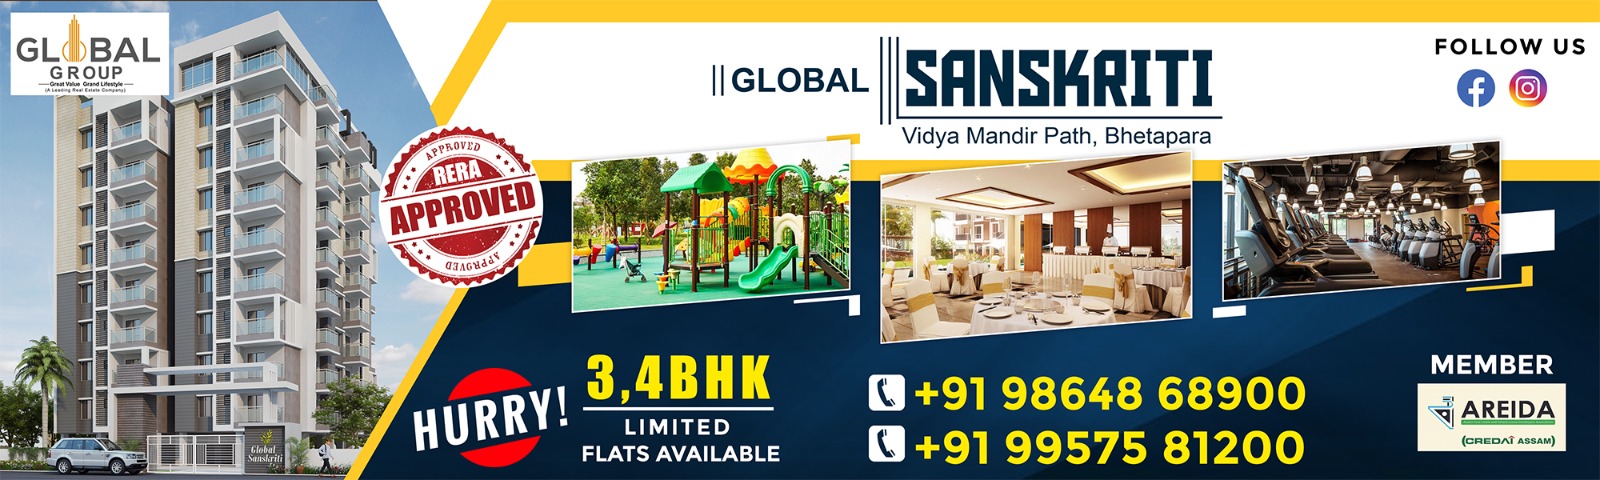 GLOBAL
GROUP
Great Value Grand Lifestyle
(A Leading Real Estate Company)
GLOBAL SANSKRITI
Vidya Mandir Path, Bhetapara
FOLLOW US
APPROVED
RERA
APPROVED
APPROVED
HURRY!
3,4BHK
LIMITED
FLATS AVAILABLE
+91 98648 68900
+91 99575 81200
MEMBER
AREIDA
(CREDAI ASSAM)
Global
Sanskriti